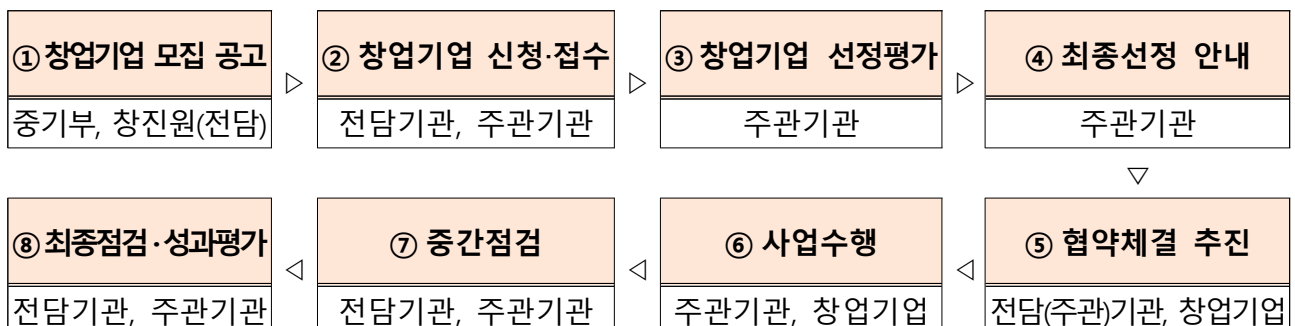 ① 창업기업 모집 공고
중기부, 창진원(전담)
▷
② 창업기업 신청·접수
전담기관, 주관기관
▷
③ 창업기업 선정평가
주관기관
▷
④ 최종선정 안내
주관기관
▽
⑤ 협약체결 추진
전담(주관)기관, 창업기업
◁
⑥ 사업수행
주관기관, 창업기업
◁
⑦ 중간점검
전담기관, 주관기관
◁
⑧ 최종점검·성과평가
전담기관, 주관기관